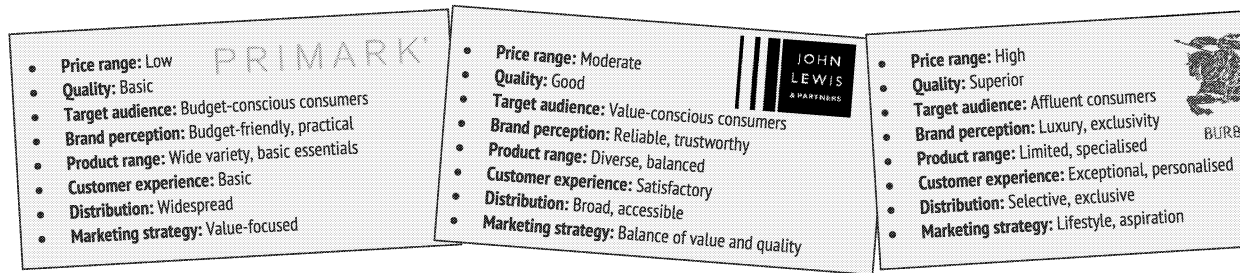 PRIMARK
• Price range: Low
• Quality: Basic
• Target audience: Budget-conscious consumers
• Brand perception: Budget-friendly, practical
• Product range: Wide variety, basic essentials
• Customer experience: Basic
• Distribution: Widespread
• Marketing strategy: Value-focused
JOHN
LEWIS
& PARTNERS
• Price range: Moderate
• Quality: Good
• Target audience: Value-conscious consumers
• Brand perception: Reliable, trustworthy
• Product range: Diverse, balanced
• Customer experience: Satisfactory
• Distribution: Broad, accessible
• Marketing strategy: Balance of value and quality
• Price range: High
• Quality: Superior
• Target audience: Affluent consumers
• Brand perception: Luxury, exclusivity
BURB
• Product range: Limited, specialised
• Customer experience: Exceptional, personalised
• Distribution: Selective, exclusive
• Marketing strategy: Lifestyle, aspiration